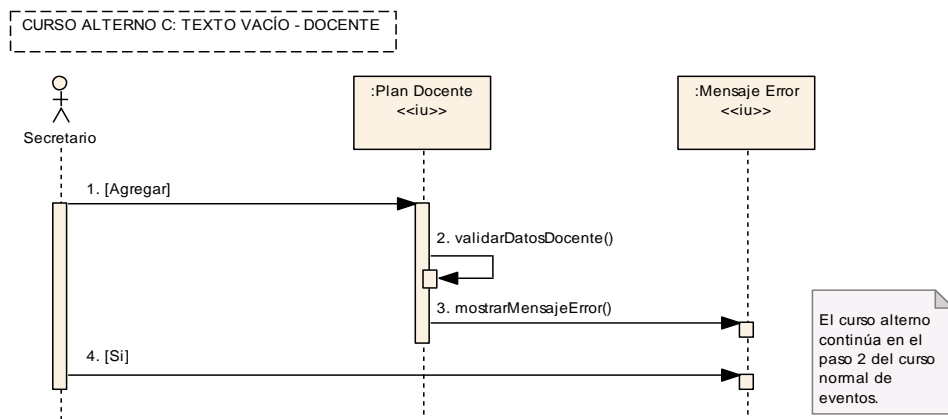 CURSO ALTERNO C: TEXTO VACÍO - DOCENTE
:Plan Docente
<<iu>>
:Mensaje Error
<<iu>>
Secretario
1. [Agregar]
2. validarDatosDocente()
3. mostrarMensajeError()
4. [Si]
El curso alterno
continúa en el
paso 2 del curso
normal de
eventos.